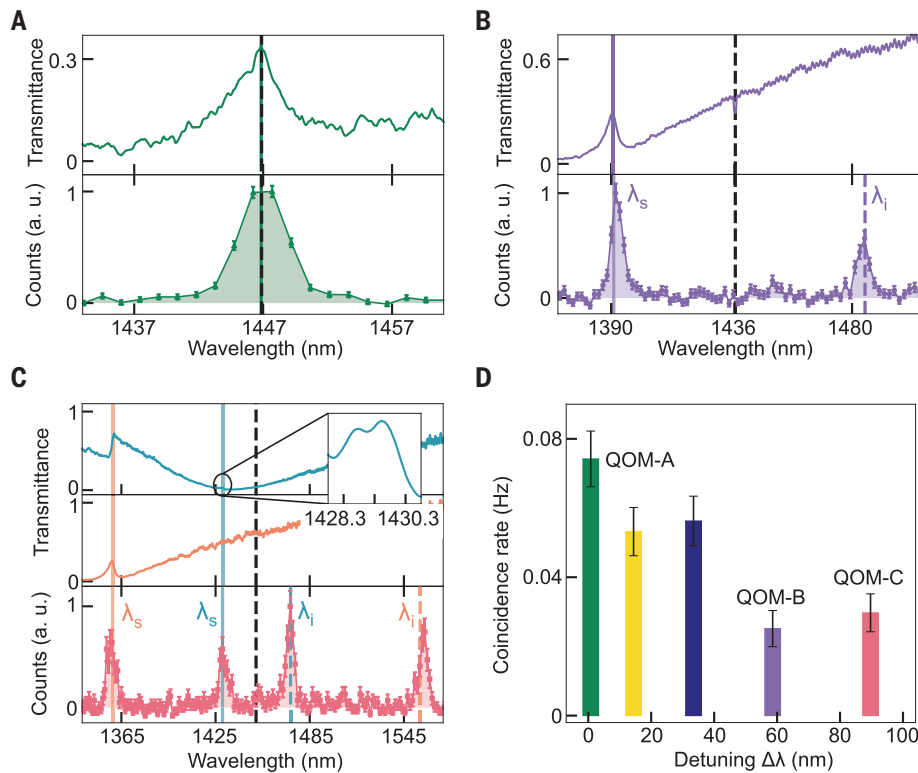 A
Transmittance
0.3
0
Counts (a. u.)
1
0
1437
1447
1457
Wavelength (nm)
B
Transmittance
0.6
0
Counts (a. u.)
1
0
λs
λi
1390
1436
1480
Wavelength (nm)
C
Transmittance
1
0
1
0
1428.3
1430.3
Counts (a. u.)
1
0
λs
λs
λi
λi
1365
1425
1485
1545
Wavelength (nm)
D
Coincidence rate (Hz)
0.08
0.04
0
QOM-A
QOM-B
QOM-C
0
20
40
60
80
100
Detuning Δλ (nm)